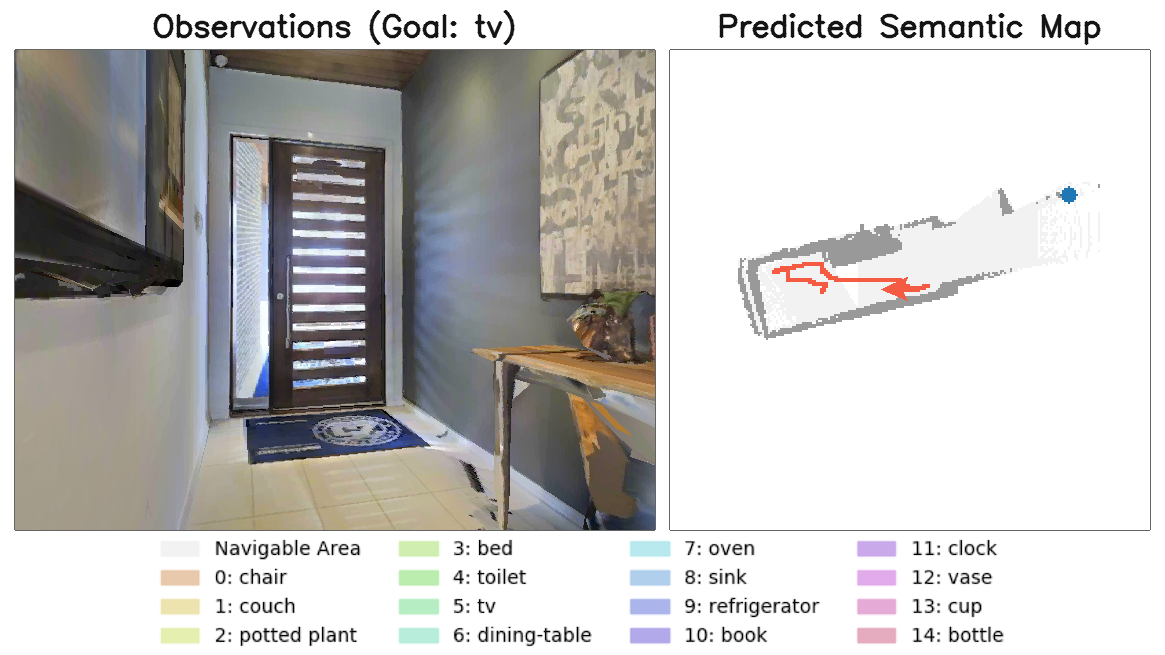 Observations (Goal: tv)
Predicted Semantic Map
Navigable Area
0: chair
1: couch
2: potted plant
3: bed
4: toilet
5: tv
6: dining-table
7: oven
8: sink
9: refrigerator
10: book
11: clock
12: vase
13: cup
14: bottle